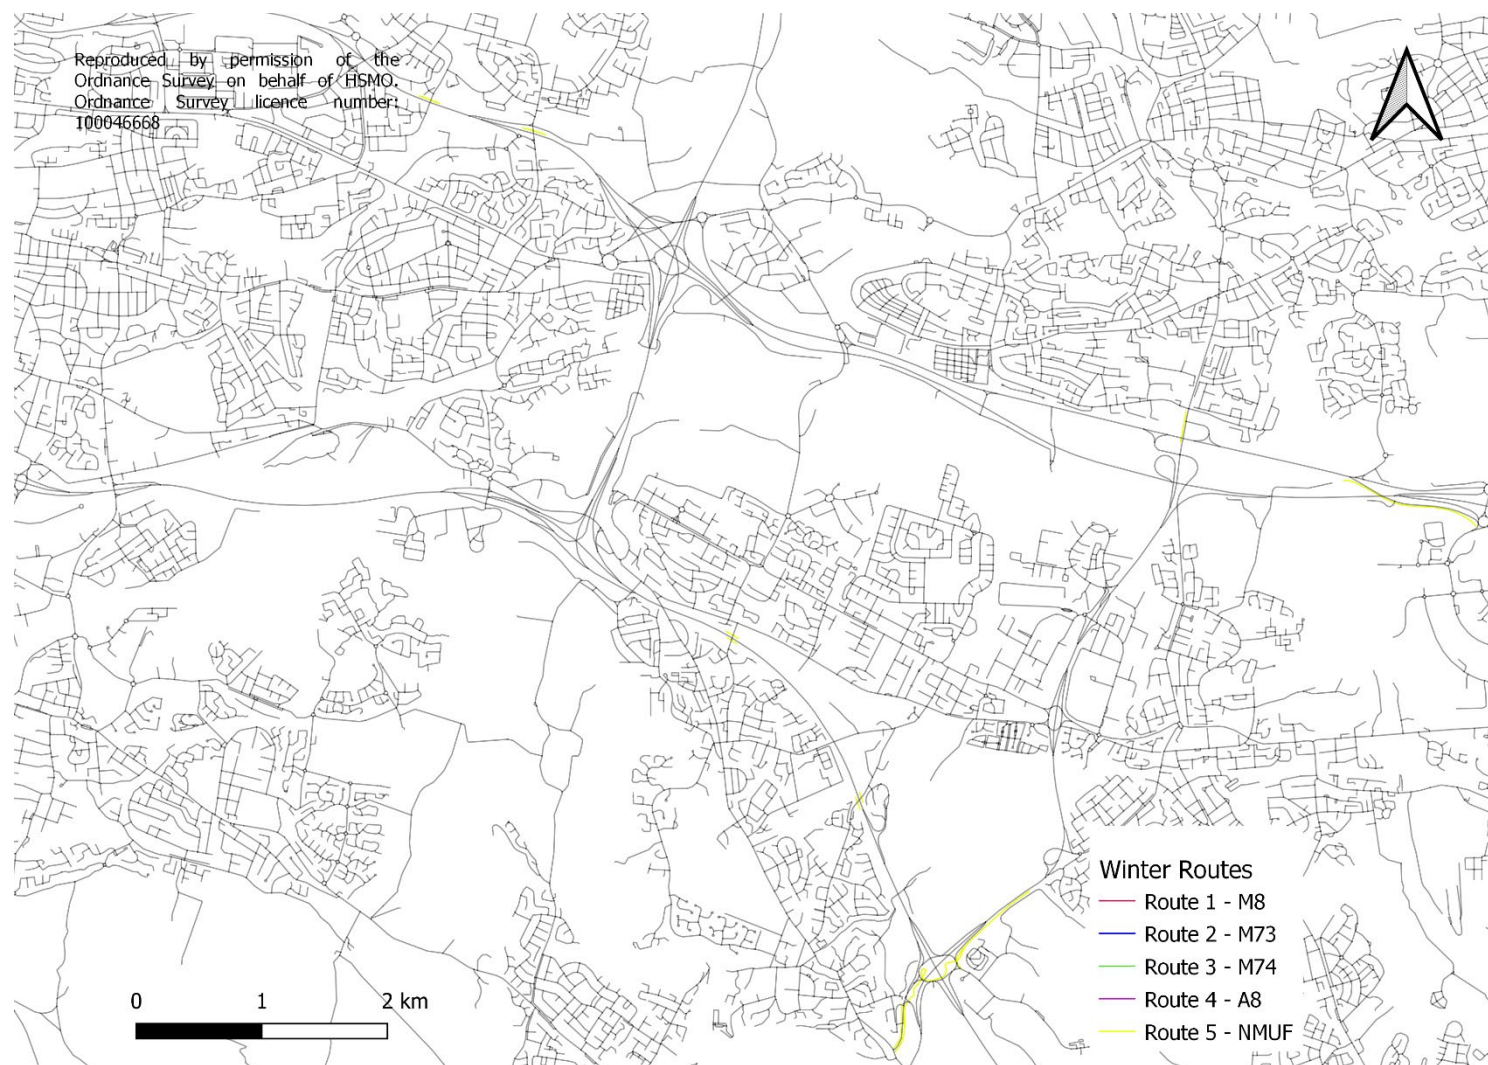 Reproduced by permission of the
Ordnance Survey on behalf of HSMO.
Ordnance Survey licence number:
100046668
Winter Routes
Route 1 - M8
Route 2 - M73
Route 3 - M74
Route 4 - A8
Route 5 - NMUF
0 1 2 km